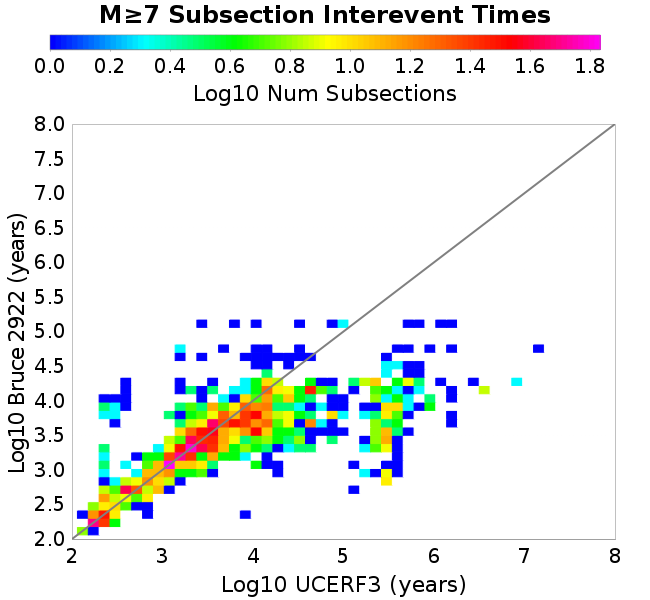 M≥7 Subsection Interevent Times
0.0 0.2 0.4 0.6 0.8 1.0 1.2 1.4 1.6 1.8
Log10 Num Subsections
8.0
7.5
7.0
6.5
6.0
5.5
5.0
4.5
4.0
3.5
3.0
2.5
2.0
Log10 Bruce 2922 (years)
2 3 4 5 6 7 8
Log10 UCERF3 (years)